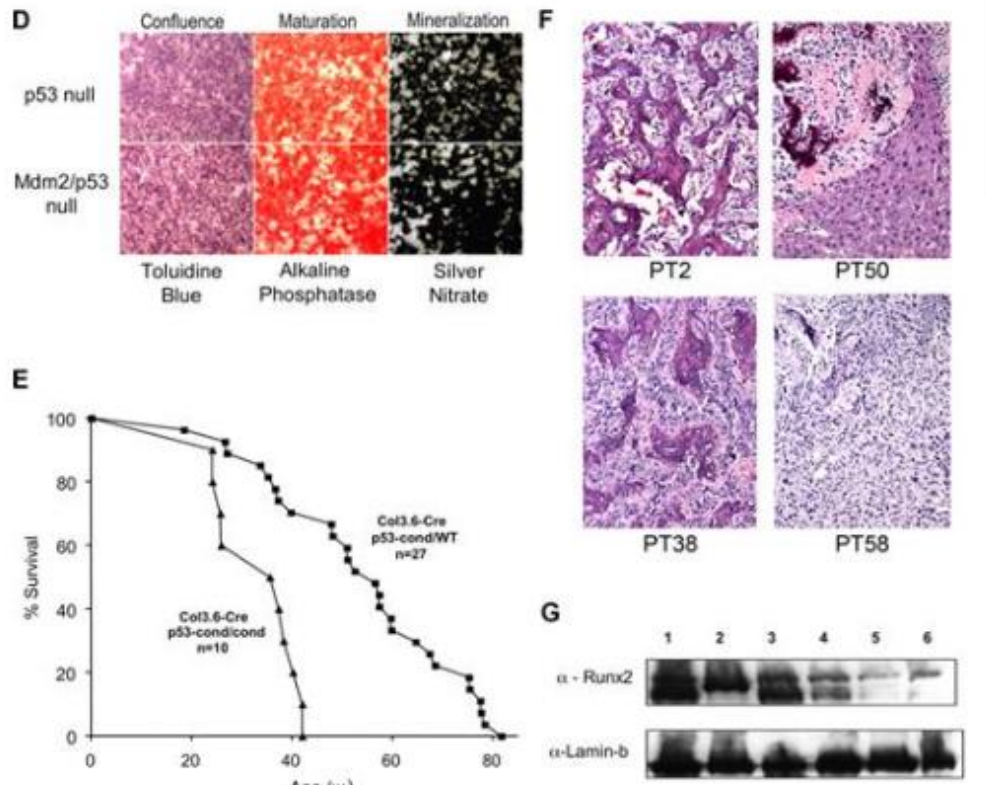 D
Confluence Maturation Mineralization
p53 null
Mdm2/p53
null
Toluidine
Blue
Alkaline
Phosphatase
Silver
Nitrate
E
100
80
60
40
20
0
% Survival
Col3.6-Cre
p53-cond/WT
n=27
Col3.6-Cre
p53-cond/cond
n=10
0 20 40 60 80
F
PT2
PT50
PT38
PT58
G
1 2 3 4 5 6
α - Runx2
α-Lamin-b